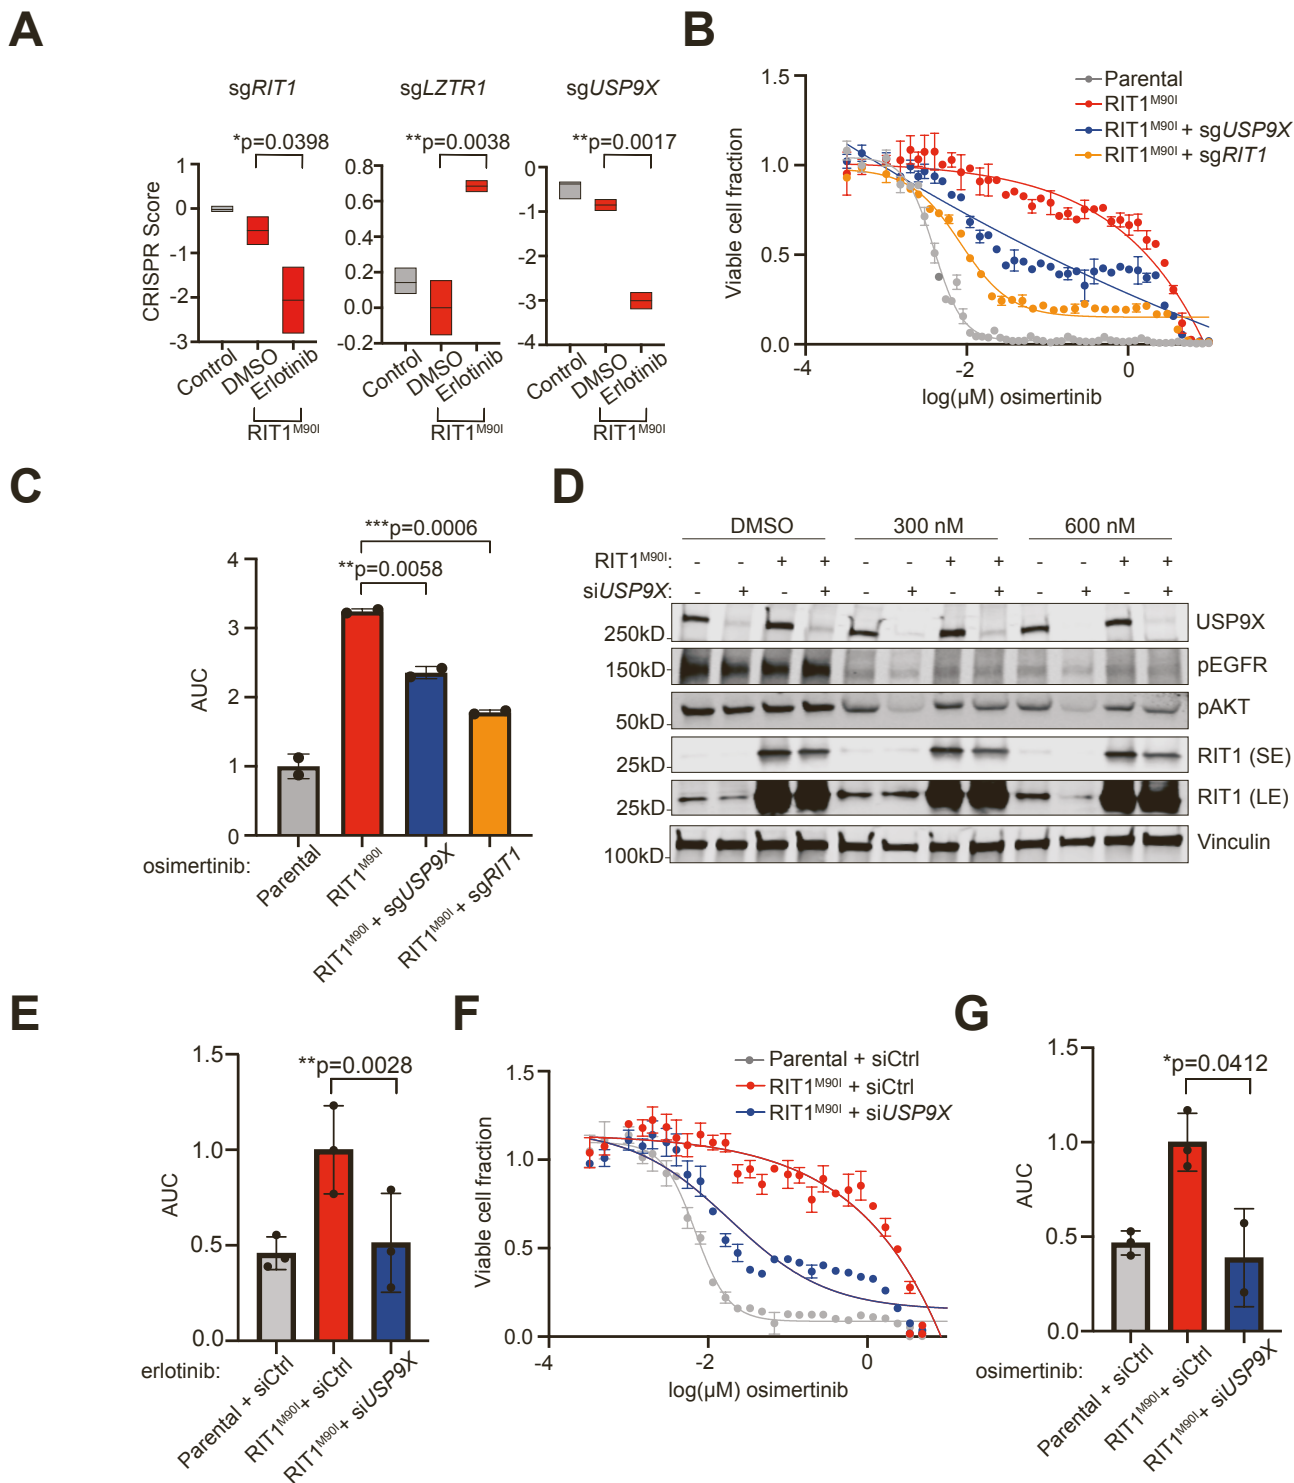 A
sgRIT1
sgLZTR1
sgUSP9X
*p=0.0398
**p=0.0038
**p=0.0017
CRISPR Score
1
0
-1
-2
-3
0.8
0.6
0.4
0.2
0.0
-0.2
0
-1
-2
-3
-4
Control
DMSO
Erlotinib
RIT1M90I
Control
DMSO
Erlotinib
RIT1M90I
Control
DMSO
Erlotinib
RIT1M90I
B
Parental
RIT1M90I
RIT1M90I + sgUSP9X
RIT1M90I + sgRIT1
Viable cell fraction
1.5
1.0
0.5
0.0
-4
-2
0
log(µM) osimertinib
C
***p=0.0006
**p=0.0058
AUC
4
3
2
1
0
osimertinib:
Parental
RIT1M90I
RIT1M90I + sgUSP9X
RIT1M90I + sgRIT1
D
DMSO 300 nM 600 nM
RIT1M90I: - - + + - - + + - - + +
siUSP9X: - + - + - + - + - + - +
250kD USP9X
150kD pEGFR
50kD pAKT
25kD RIT1 (SE)
25kD RIT1 (LE)
100kD Vinculin
E
**p=0.0028
AUC
1.5
1.0
0.5
0.0
erlotinib:
Parental + siCtrl
RIT1M90I+ siCtrl
RIT1M90I+ siUSP9X
F
Parental + siCtrl
RIT1M90I + siCtrl
RIT1M90I + siUSP9X
Viable cell fraction
1.5
1.0
0.5
0.0
-4
-2
0
log(µM) osimertinib
G
*p=0.0412
AUC
1.5
1.0
0.5
0.0
osimertinib:
Parental + siCtrl
RIT1M90I+ siCtrl
RIT1M90I+ siUSP9X